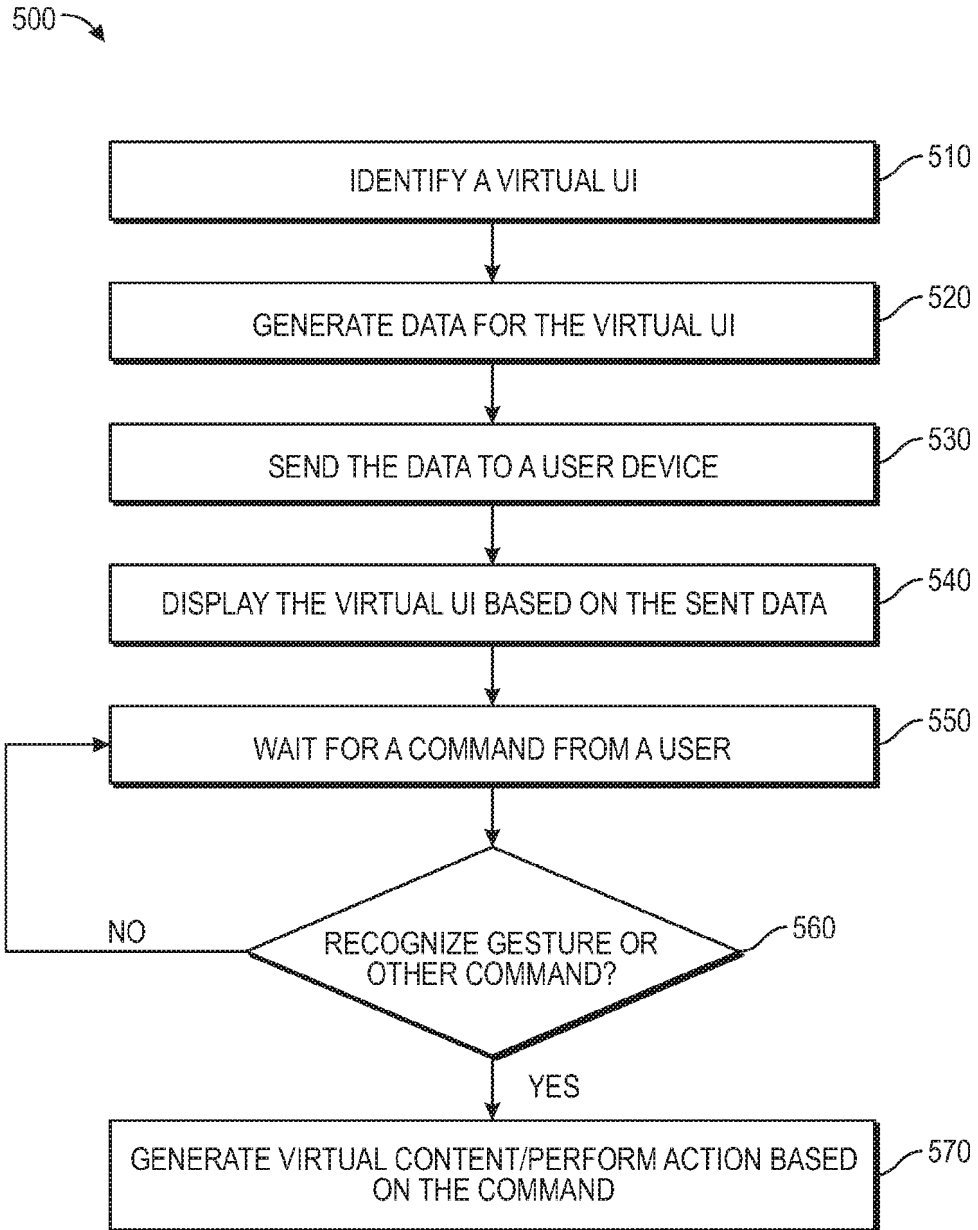 500
IDENTIFY A VIRTUAL UI
510
GENERATE DATA FOR THE VIRTUAL UI
520
SEND THE DATA TO A USER DEVICE
530
DISPLAY THE VIRTUAL UI BASED ON THE SENT DATA
540
WAIT FOR A COMMAND FROM A USER
550
NO
RECOGNIZE GESTURE OR
OTHER COMMAND?
560
YES
GENERATE VIRTUAL CONTENT/PERFORM ACTION BASED
ON THE COMMAND
570